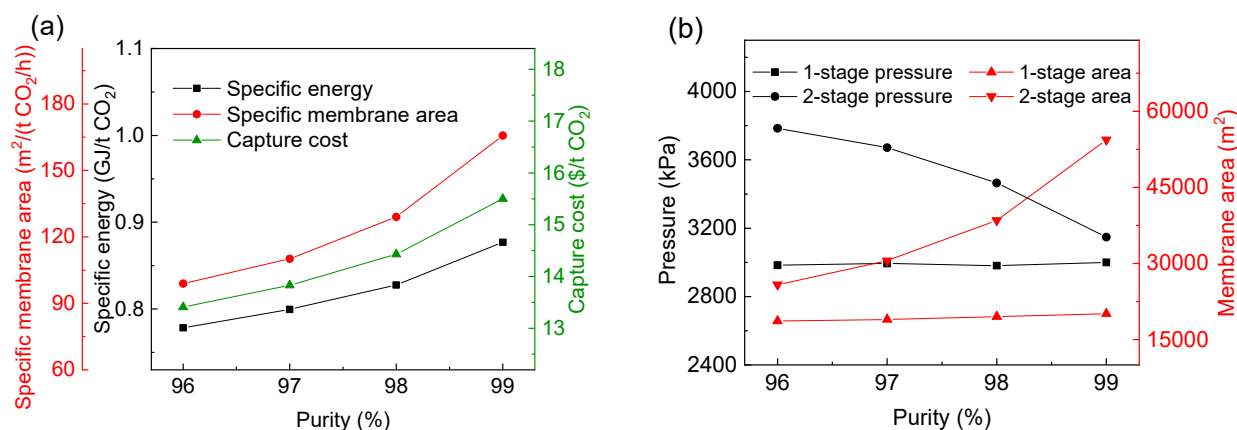 (a)
Specific membrane area (m²/(t CO₂/h))
180
150
120
90
60
Specific energy (GJ/t CO₂)
1.1
1.0
0.9
0.8
Specific energy
Specific membrane area
Capture cost
18
17
16
15
14
13
Capture cost ($/t CO₂)
96 97 98 99
Purity (%)
(b)
Pressure (kPa)
4000
3600
3200
2800
2400
1-stage pressure 1-stage area
2-stage pressure 2-stage area
60000
45000
30000
15000
Membrane area (m²)
96 97 98 99
Purity (%)